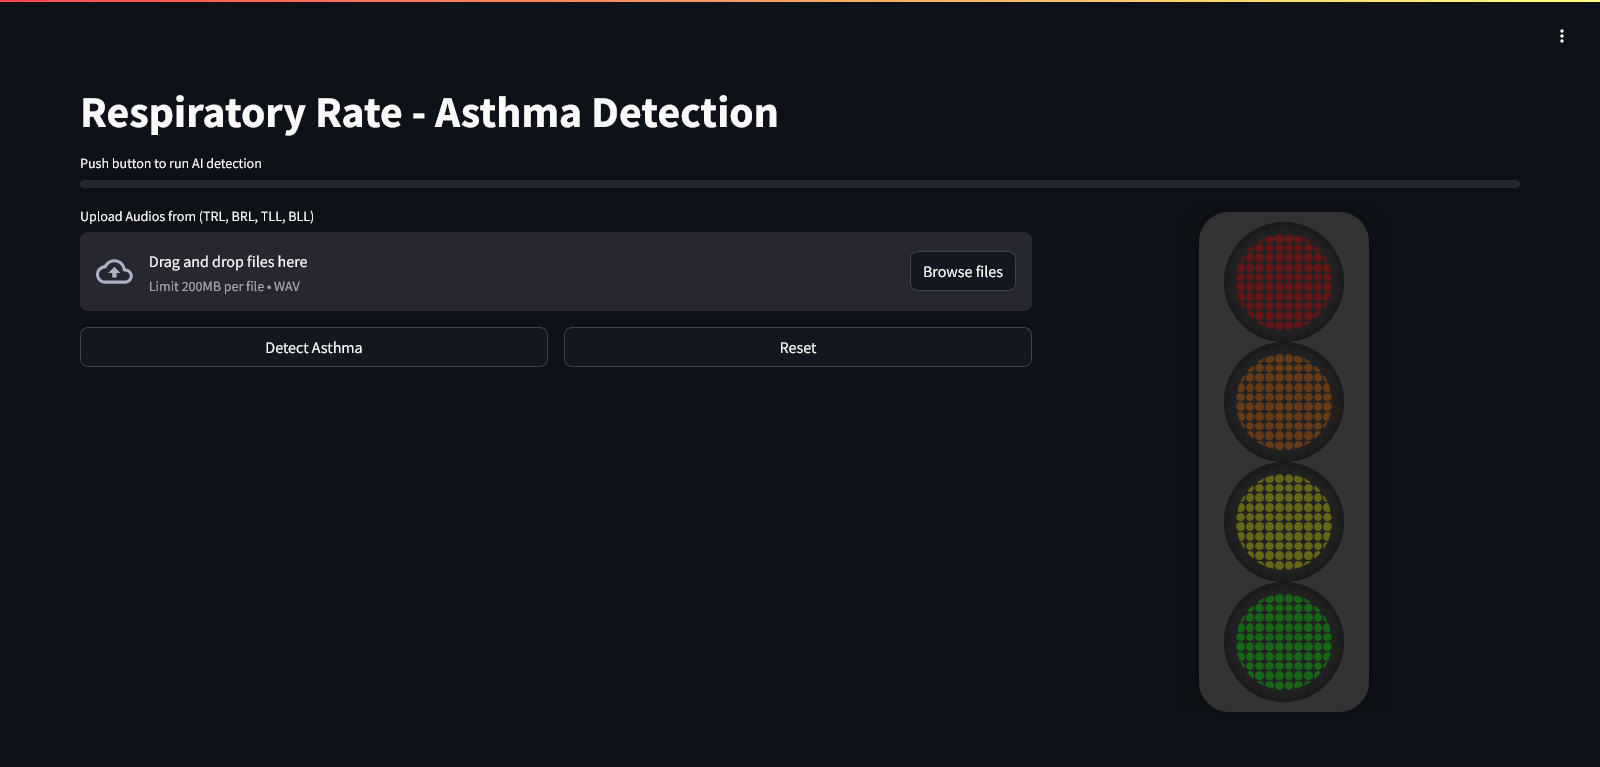 Respiratory Rate - Asthma Detection
Push button to run AI detection
Upload Audios from (TRL, BRL, TLL, BLL)
Drag and drop files here
Limit 200MB per file • WAV
Browse files
Detect Asthma
Reset